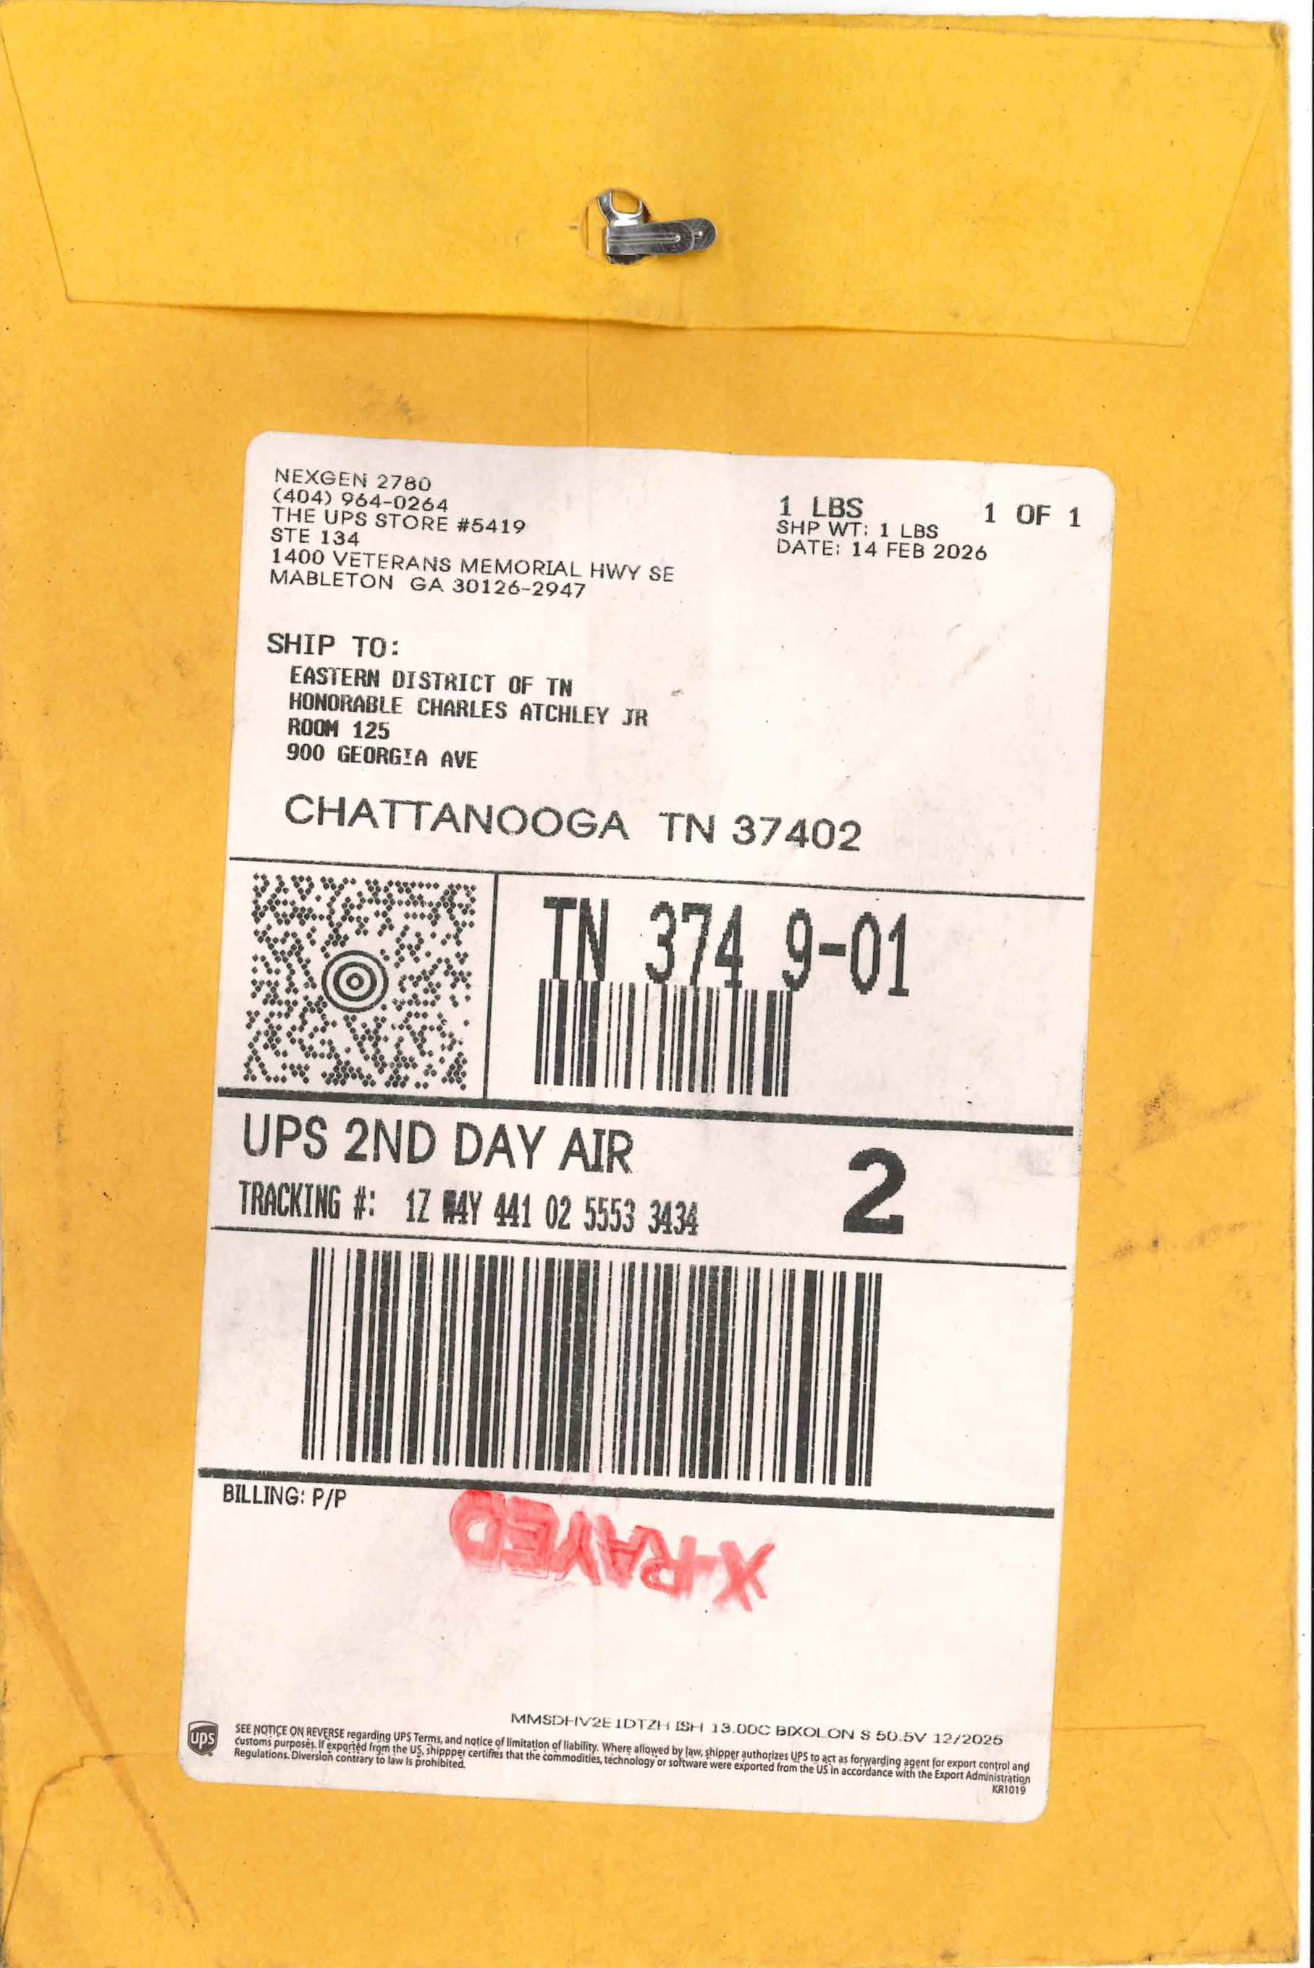 NEXGEN 2780
(404) 964-0264
THE UPS STORE #5419
STE 134
1400 VETERANS MEMORIAL HWY SE
MABLETON GA 30126-2947
1 LBS 1 OF 1
SHP WT: 1 LBS
DATE: 14 FEB 2026
SHIP TO:
EASTERN DISTRICT OF TN
HONORABLE CHARLES ATCHLEY JR
ROOM 125
900 GEORGIA AVE
CHATTANOOGA TN 37402
TN 374 9-01
UPS 2ND DAY AIR
2
TRACKING #: 1Z 441 02 5553 3434
BILLING: P/P
X-RAYED
ISH 13.00C BIXOLON S 50.5V 12/2025
ups
SEE NOTICE ON REVERSE regarding UPS Terms, and notice of limitation of liability. Where allowed by law, shipper authorizes UPS to act as forwarding agent for export control and
customs purposes. If exported from the US, shippper certifies that the commodities, technology or software were exported from the US in accordance with the Export Administration
Regulations. Diversion contrary to law is prohibited.
KR1019